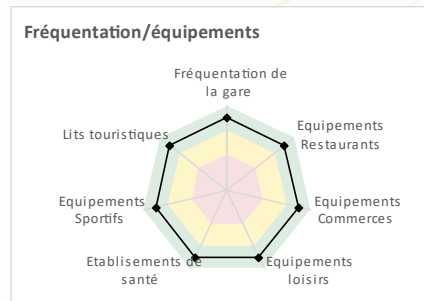 Fréquentation/équipements
Fréquentation de
la gare
Equipements
Restaurants
Equipements
Commerces
Equipements
loisirs
Etablisements de
santé
Equipements
Sportifs
Lits touristiques